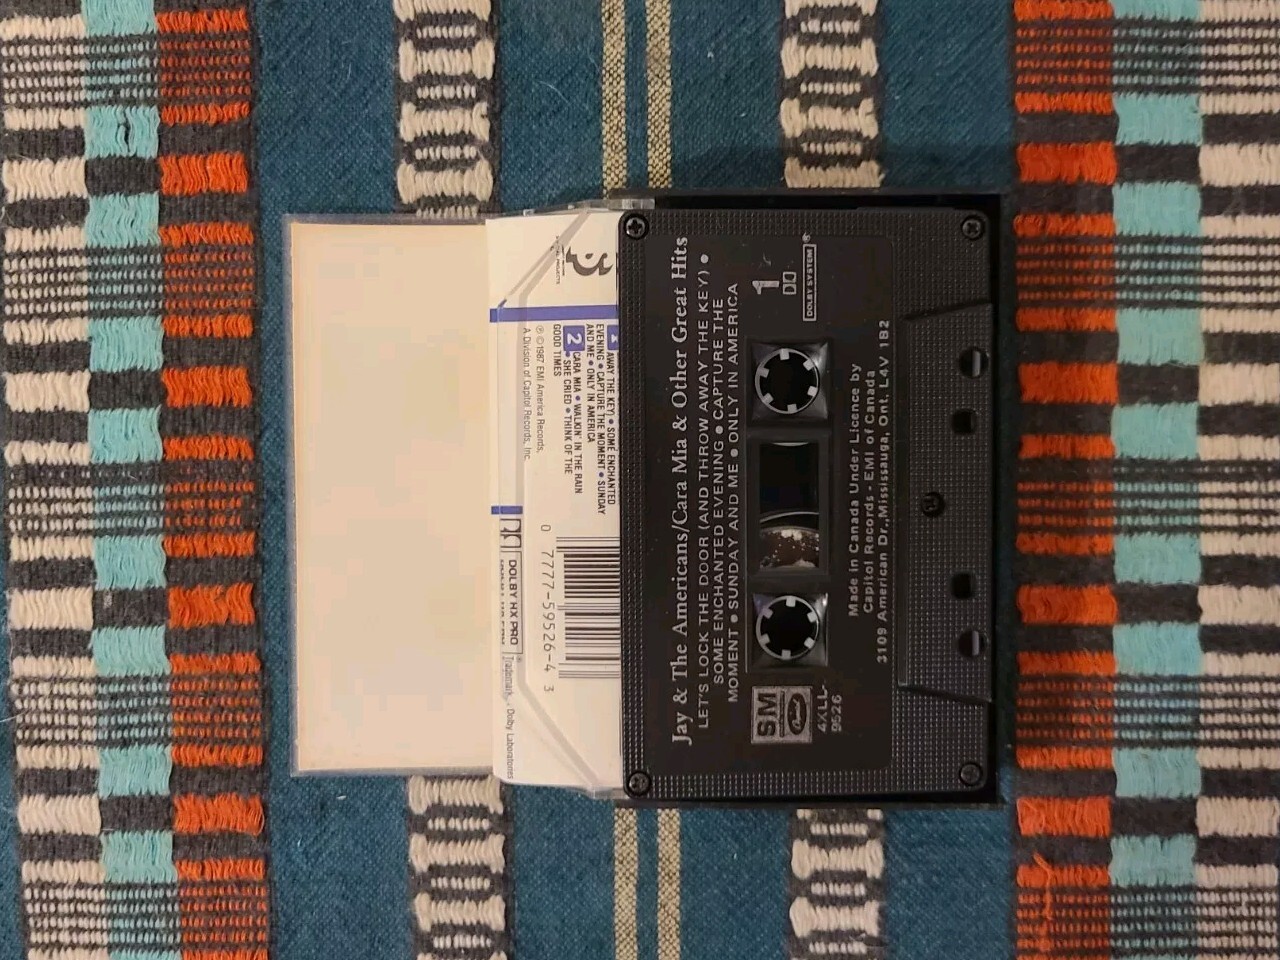 Jay & The Americans/Cara Mia & Other Great Hits
LET'S LOCK THE DOOR (AND THROW AWAY THE KEY) •
SOME ENCHANTED EVENING • CAPTURE THE
MOMENT • SUNDAY AND ME • ONLY IN AMERICA
1
DOLBY SYSTEM®
SM
Capitol
4XLL-
9526
Made in Canada Under Licence by
Capitol Records - EMI of Canada
3109 American Dr.,Mississauga, Ont. L4V 1B2
AWAY THE KEY) • SOME ENCHANTED
EVENING • CAPTURE THE MOMENT • SUNDAY
AND ME • ONLY IN AMERICA
2 CARA MIA • WALKIN' IN THE RAIN
• SHE CRIED • THINK OF THE
GOOD TIMES
℗ © 1987 EMI America Records,
A Division of Capitol Records, Inc.
0 7777-59526-4 3
DOLBY HX PRO®
Trademark Dolby Laboratories